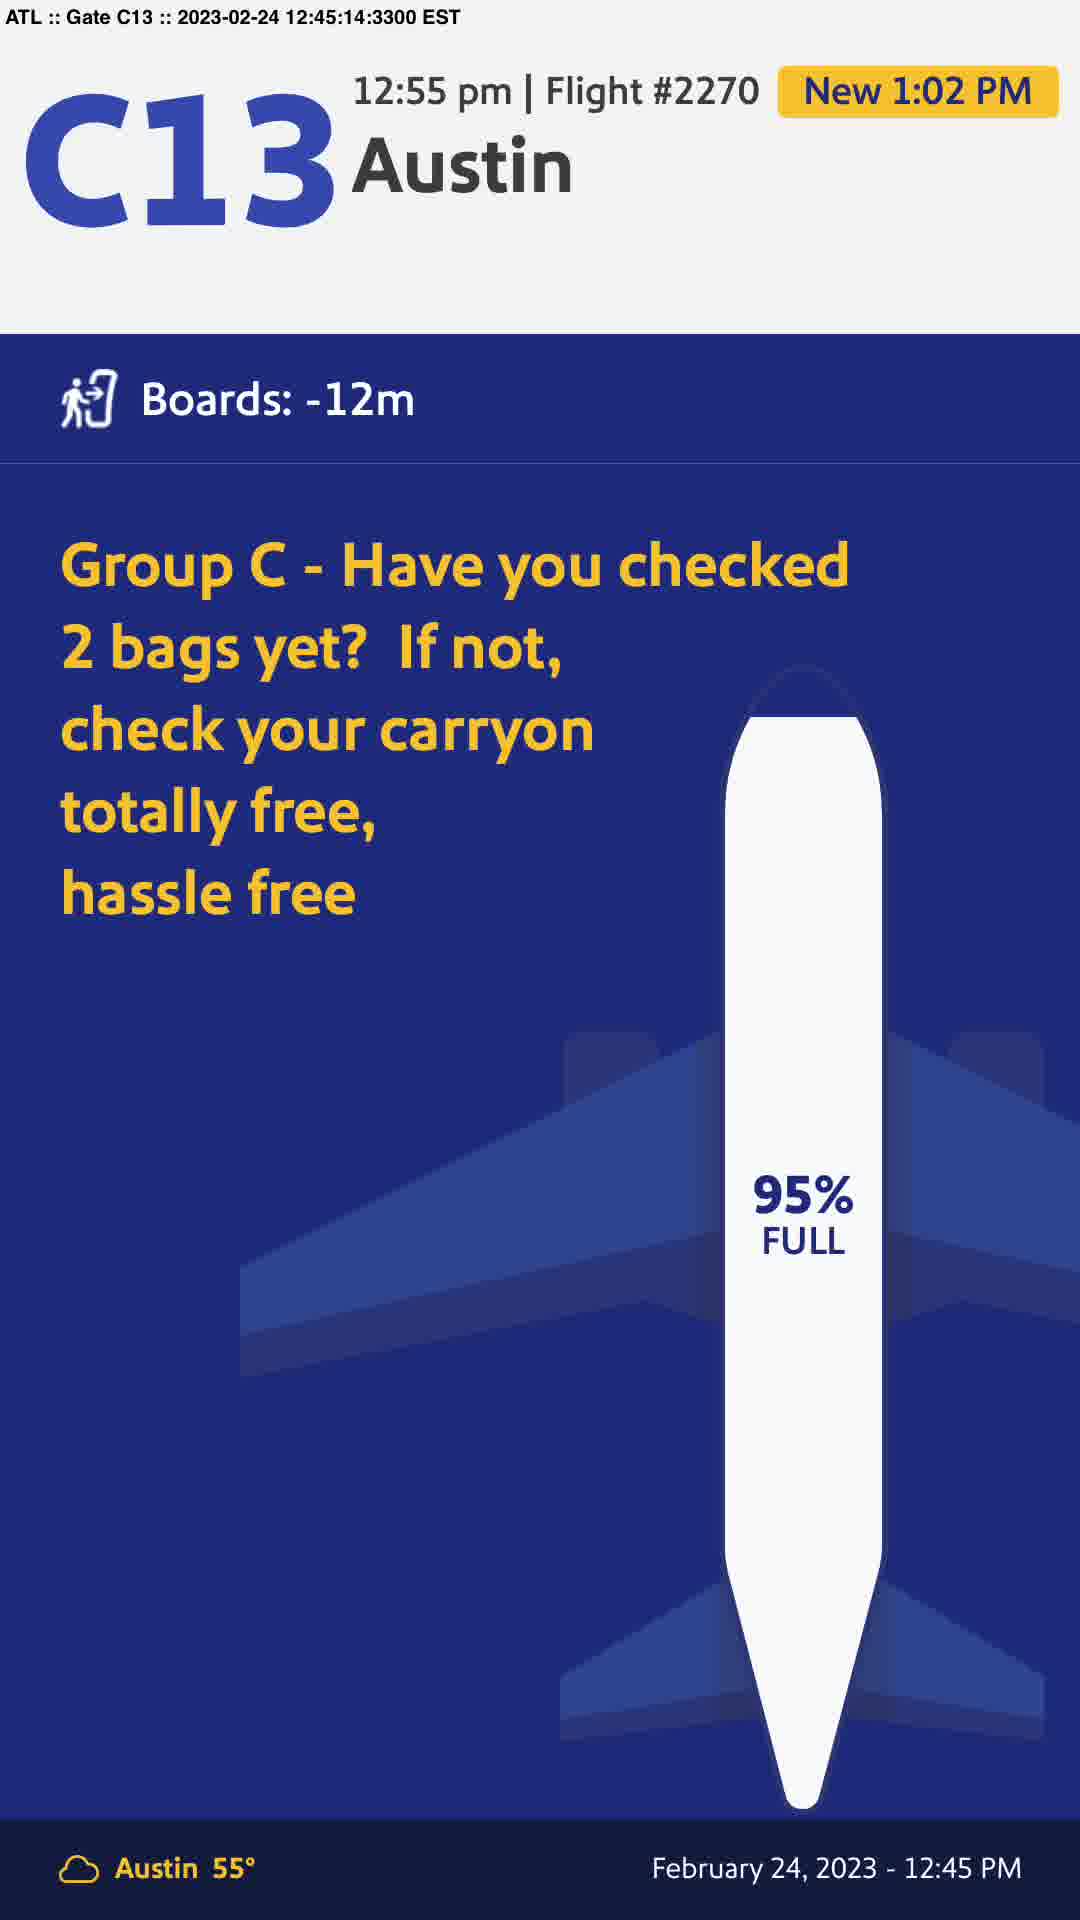 ATL :: Gate C13 :: 2023-02-24 12:45:14:3300 EST
C13
12:55 pm | Flight #2270
New 1:02 PM
Austin
Boards: -12m
Group C - Have you checked
2 bags yet?  If not,
check your carryon
totally free,
hassle free
95%
FULL
Austin 55°
February 24, 2023 - 12:45 PM